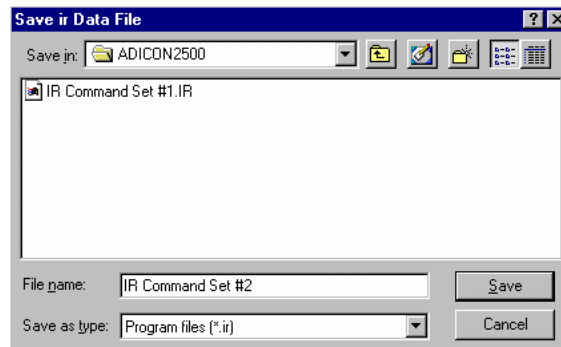 Save ir Data File
Save in: ADICON2500
IR Command Set #1.IR
File name: IR Command Set #2 Save
Save as type: Program files (*.ir) Cancel